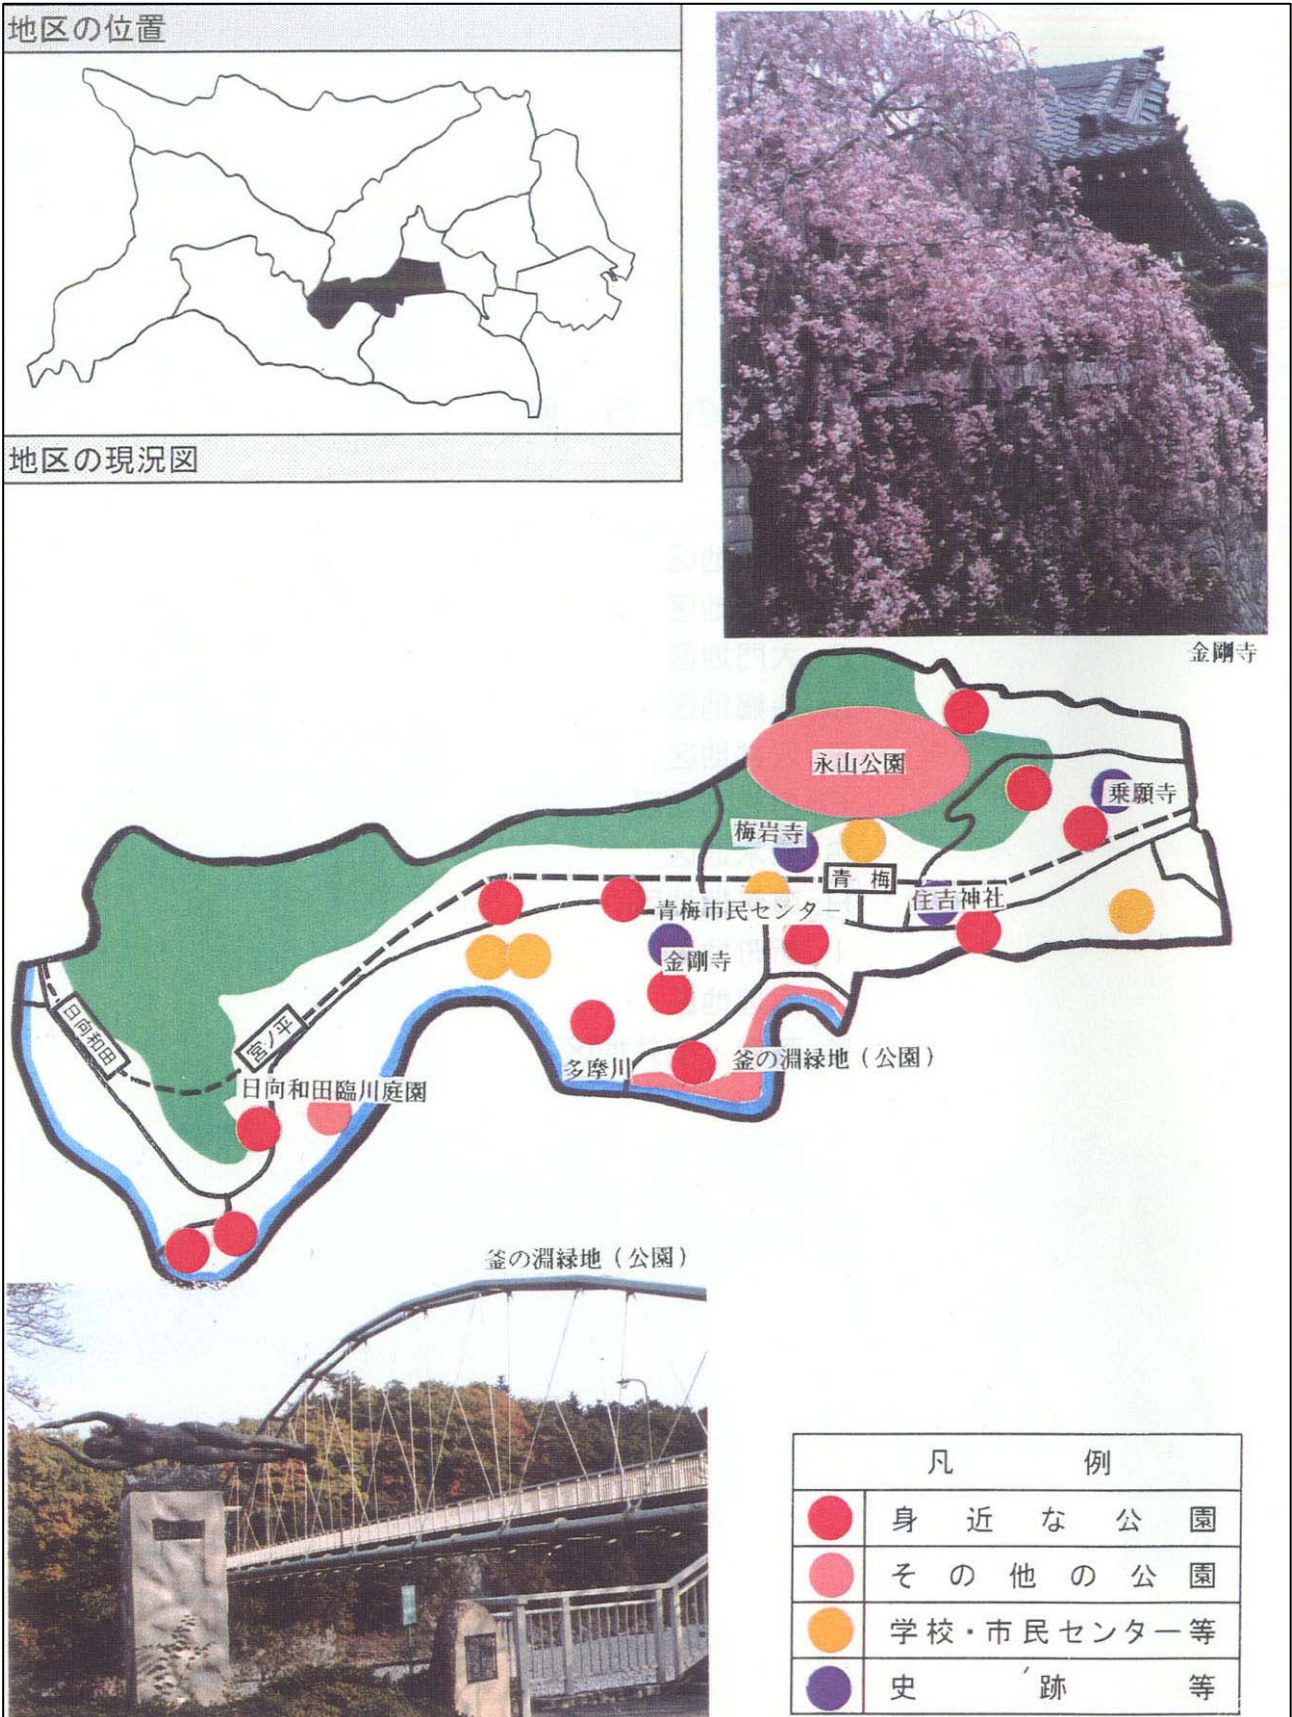 地区の位置
地区の現況図
金剛寺
永山公園
乗願寺
梅岩寺
青梅
住吉神社
青梅市民センター
金剛寺
日向和田
宮ノ平
多摩川
釜の淵緑地（公園）
日向和田臨川庭園
釜の淵緑地（公園）
凡例
身近な公園
その他の公園
学校・市民センター等
史跡等